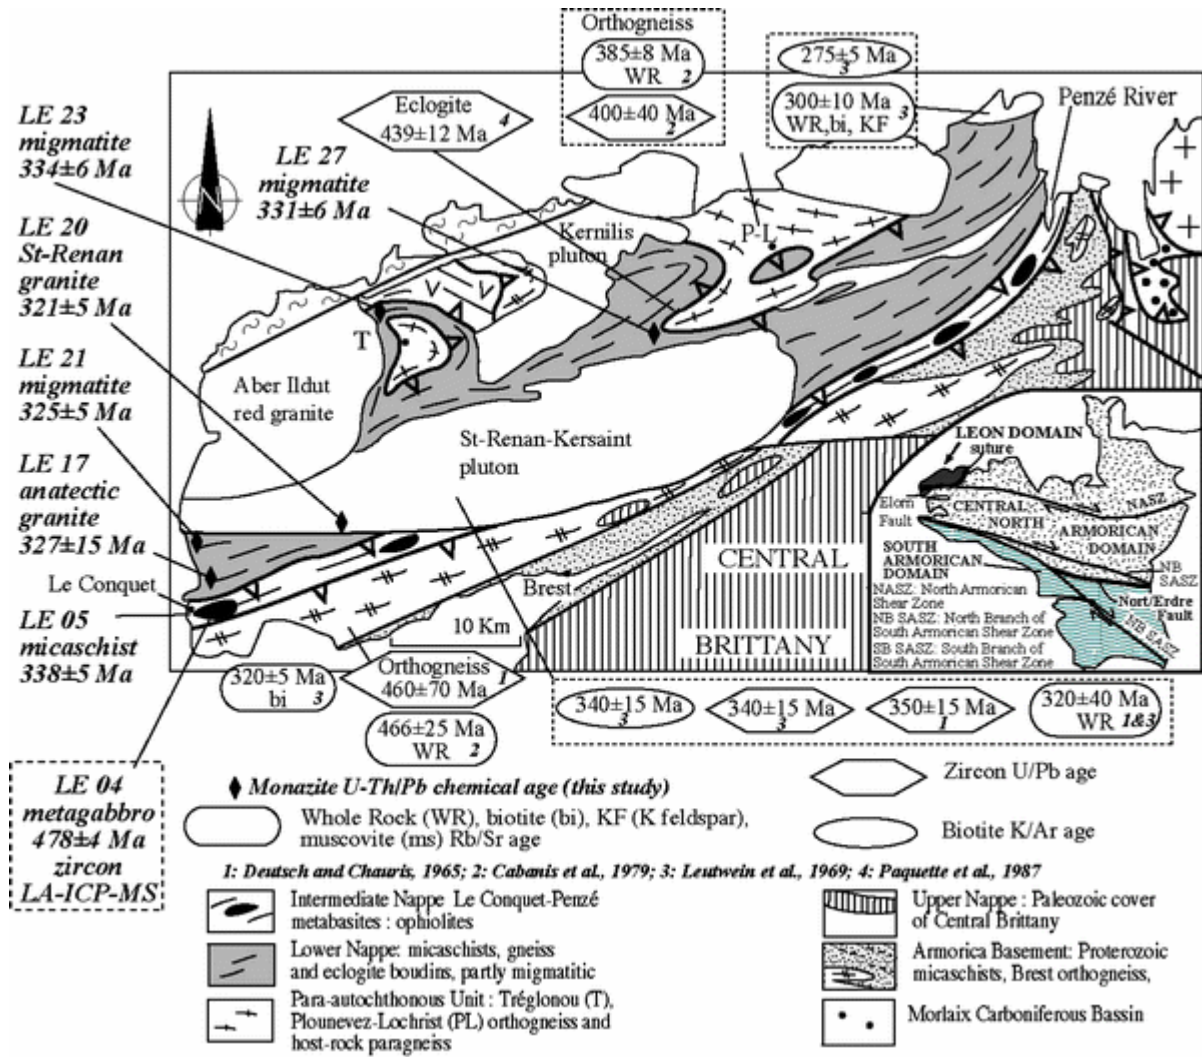 Orthogneiss
385±8 Ma
WR 2
400±40 Ma
2
275±5 Ma
3
300±10 Ma
WR,bi, KF 3
Penzé River
Eclogite 4
439±12 Ma
LE 23
migmatite
334±6 Ma
LE 27
migmatite
331±6 Ma
N
LE 20
St-Renan
granite
321±5 Ma
Kernilis
pluton
P-L
T
LE 21
migmatite
325±5 Ma
Aber Ildut
red granite
St-Renan-Kersaint
pluton
LE 17
anatectic
granite
327±15 Ma
Le Conquet
LE 05
micaschist
338±5 Ma
Brest
10 Km
CENTRAL
BRITTANY
LEON DOMAIN
suture
Elorn
Fault
CENTRAL
NORTH
ARMORICAN
DOMAIN
NASZ
SOUTH
ARMORICAN
DOMAIN
NB
SASZ
NASZ: North Armorican
Shear Zone
NB SASZ: North Branch of
South Armorican Shear Zone
SB SASZ: South Branch of
South Armorican Shear Zone
Nort/Erdre
Fault
NB SASZ
320±5 Ma
bi 3
Orthogneiss 1
460±70 Ma
466±25 Ma
WR 2
340±15 Ma
3
340±15 Ma
3
350±15 Ma
1
320±40 Ma
WR 1&3
LE 04
metagabbro
478±4 Ma
zircon
LA-ICP-MS
Monazite U-Th/Pb chemical age (this study)
Zircon U/Pb age
Whole Rock (WR), biotite (bi), KF (K feldspar),
muscovite (ms) Rb/Sr age
Biotite K/Ar age
1: Deutsch and Chauris, 1965; 2: Cabanis et al., 1979; 3: Leutwein et al., 1969; 4: Paquette et al., 1987
Intermediate Nappe Le Conquet-Penzé
metabasites : ophiolites
Lower Nappe: micaschists, gneiss
and eclogite boudins, partly migmatitic
Para-autochthonous Unit : Tréglonou (T),
Plounevez-Lochrist (PL) orthogneiss and
host-rock paragneiss
Upper Nappe : Paleozoic cover
of Central Brittany
Armorica Basement: Proterozoic
micaschists, Brest orthogneiss,
Morlaix Carboniferous Bassin